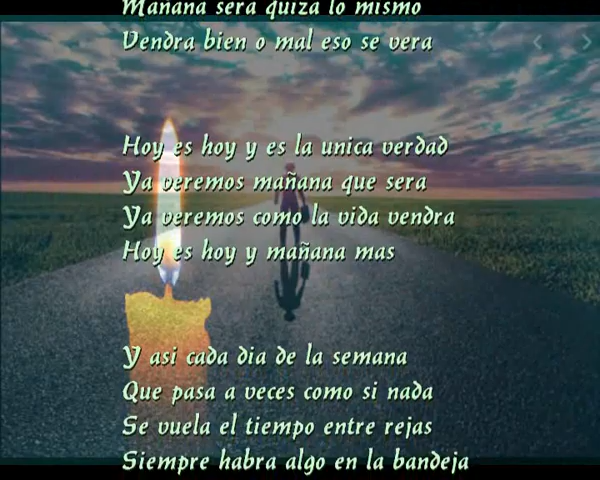 Mañana sera quiza lo mismo
Vendra bien o mal eso se vera
Hoy es hoy y es la unica verdad
Ya veremos mañana que sera
Ya veremos como la vida vendra
Hoy es hoy y mañana mas
Y asi cada dia de la semana
Que pasa a veces como si nada
Se vuela el tiempo entre rejas
Siempre habra algo en la bandeja